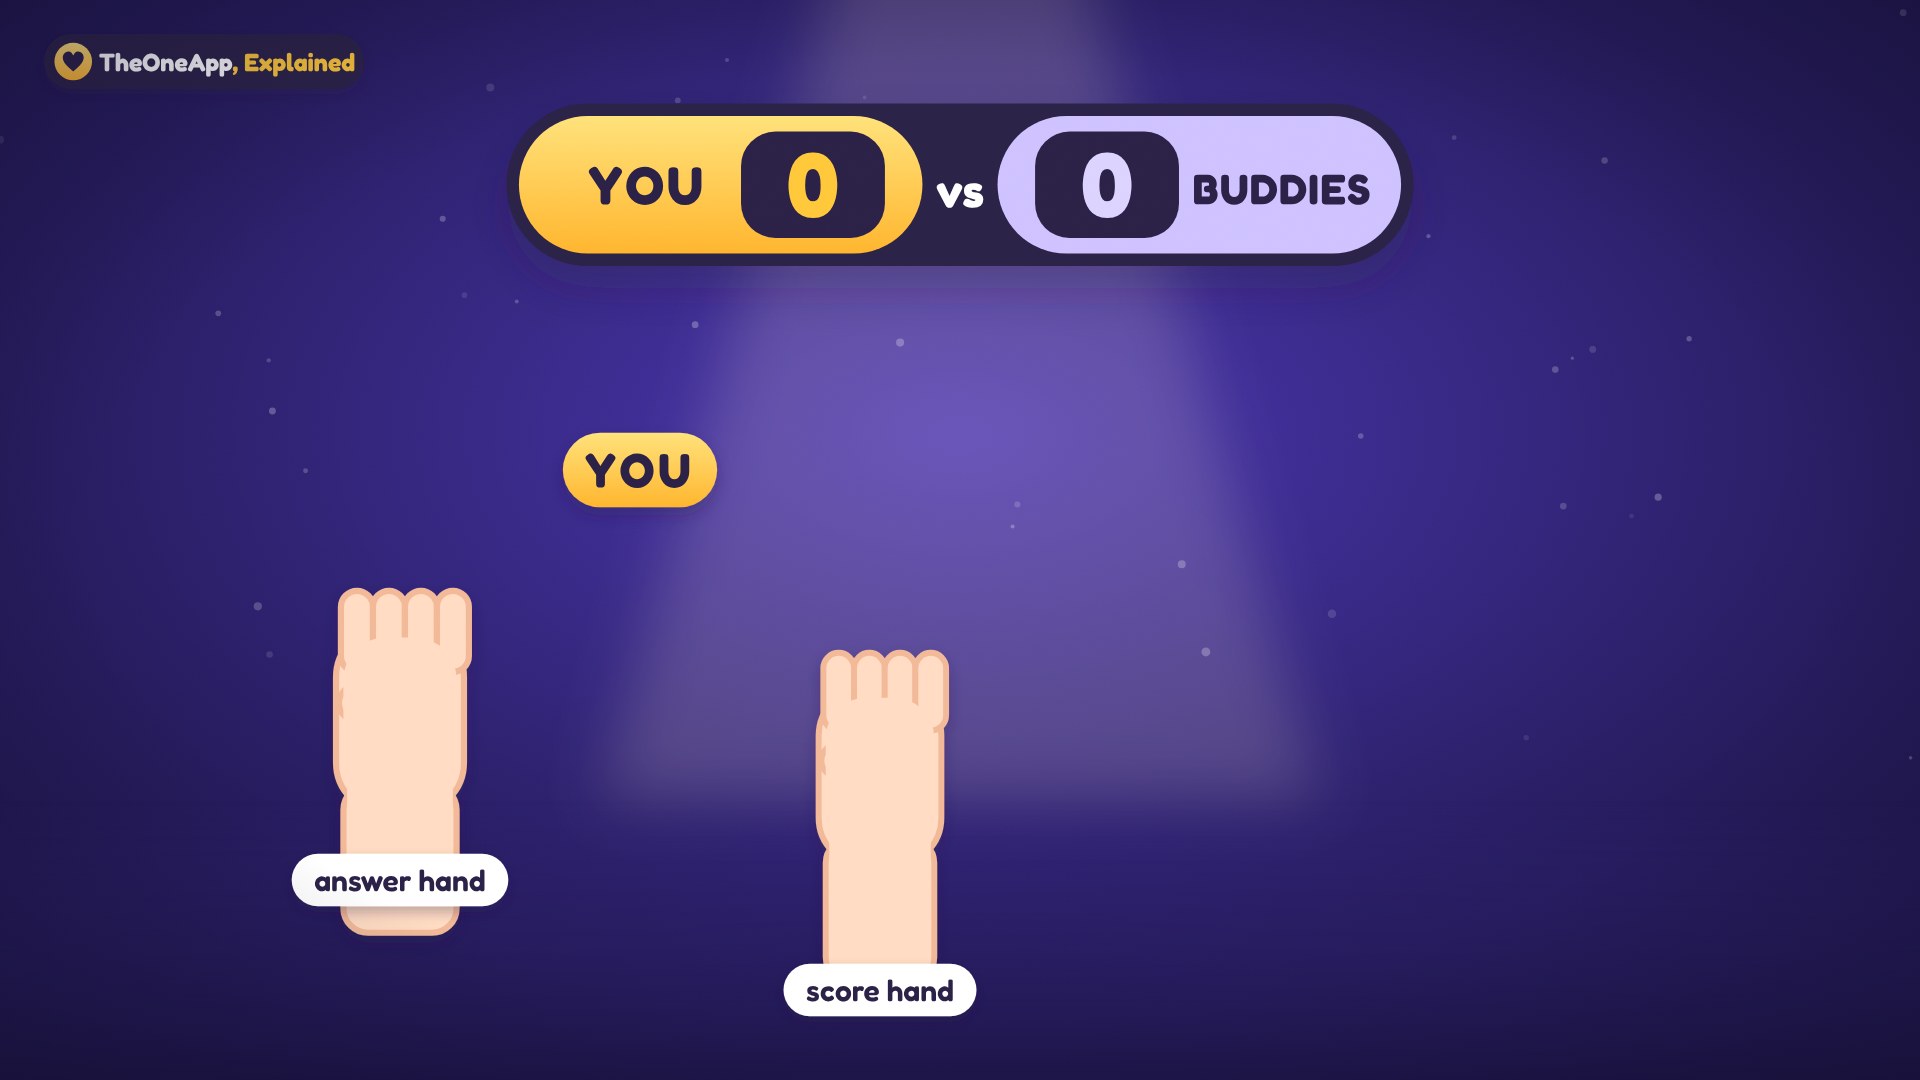 TheOneApp, Explained
YOU 0 vs 0 BUDDIES
YOU
answer hand
score hand